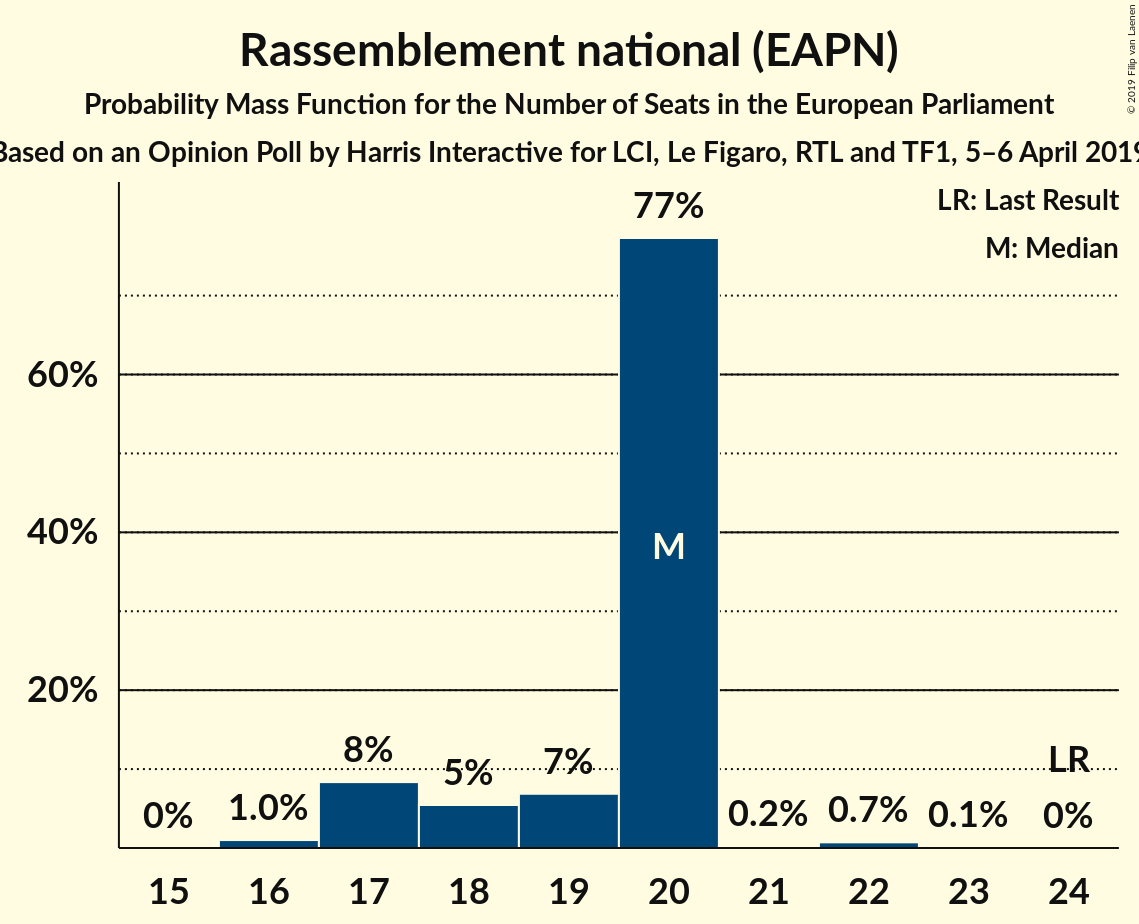 Rassemblement national (EAPN)
Probability Mass Function for the Number of Seats in the European Parliament
Based on an Opinion Poll by Harris Interactive for LCI, Le Figaro, RTL and TF1, 5–6 April 2019
© 2019 Filip van Laenen
LR: Last Result
M: Median
77%
60%
40%
20%
M
0%
1.0%
8%
5%
7%
0.2%
0.7%
0.1%
LR
0%
15 16 17 18 19 20 21 22 23 24